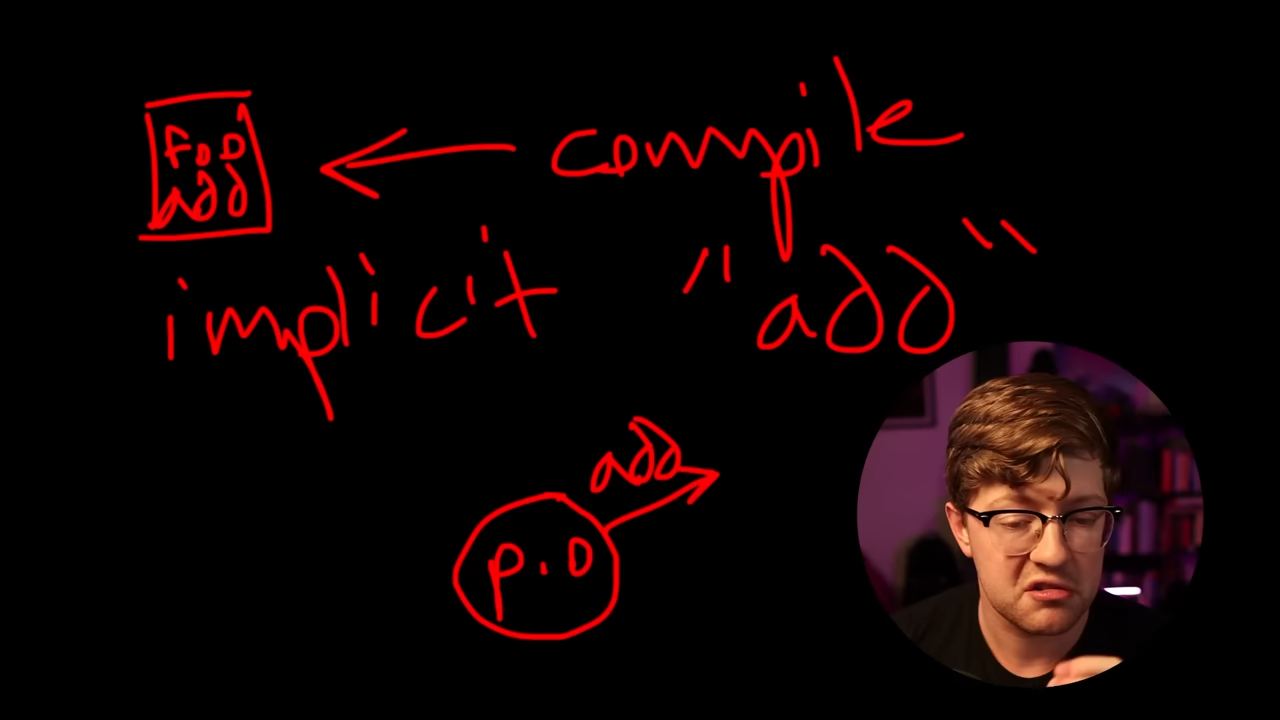 foo
add
compile
implicit "add"
add
p.o